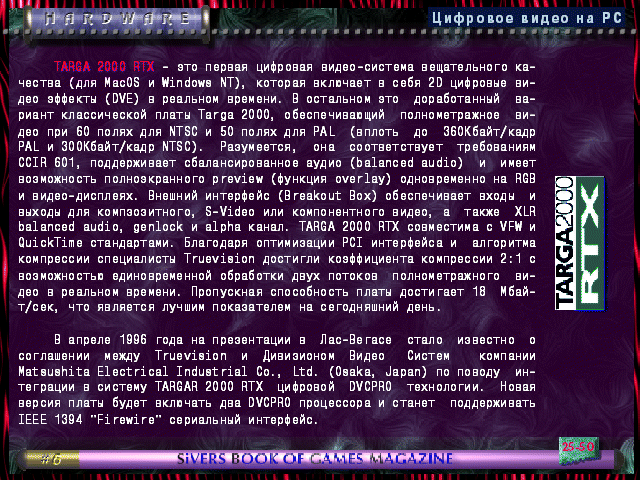 HARDWARE
Цифровое видео на PC
TARGA 2000 RTX - это первая цифровая видео-система вещательного ка-
чества (для MacOS и Windows NT), которая включает в себя 2D цифровые ви-
део эффекты (DVE) в реальном времени. В остальном это доработанный ва-
риант классической платы Targa 2000, обеспечивающий полнометражное ви-
део при 60 полях для NTSC и 50 полях для PAL (вплоть до 360Кбайт/кадр
PAL и 300Кбайт/кадр NTSC). Разумеется, она соответствует требованиям
CCIR 601, поддерживает сбалансированное аудио (balanced audio) и имеет
возможность полноэкранного preview (функция overlay) одновременно на RGB
и видео-дисплеях. Внешний интерфейс (Breakout Box) обеспечивает входы и
выходы для композитного, S-Video или компонентного видео, а также XLR
balanced audio, genlock и alpha канал. TARGA 2000 RTX совместима с VFW и
QuickTime стандартами. Благодаря оптимизации PCI интерфейса и алгоритма
компрессии специалисты Truevision достигли коэффициента компрессии 2:1 с
возможностью единовременной обработки двух потоков полнометражного ви-
део в реальном времени. Пропускная способность платы достигает 18 Мбай-
т/сек, что является лучшим показателем на сегодняшний день.
В апреле 1996 года на презентации в Лас-Вегасе стало известно о
соглашении между Truevision и Дивизионом Видео Систем компании
Matsushita Electrical Industrial Co., Ltd. (Osaka, Japan) по поводу ин-
теграции в систему TARGAR 2000 RTX цифровой DVCPRO технологии. Новая
версия платы будет включать два DVCPRO процессора и станет поддерживать
IEEE 1394 "Firewire" сериальный интерфейс.
TARGA2000
RTX
#6
SIVERS BOOK OF GAMES MAGAZINE
25-50